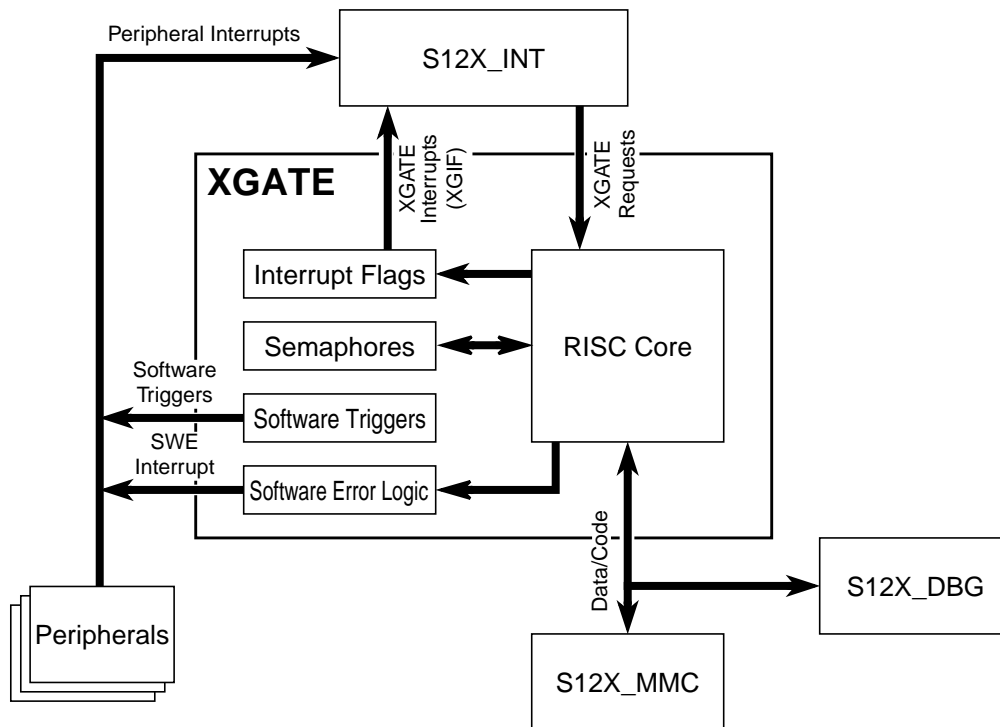 Peripheral Interrupts
S12X_INT
XGATE
XGATE
Interrupts
(XGIF)
XGATE
Requests
Interrupt Flags
Semaphores
RISC Core
Software
Triggers
Software Triggers
SWE
Interrupt
Software Error Logic
Data/Code
S12X_DBG
Peripherals
S12X_MMC